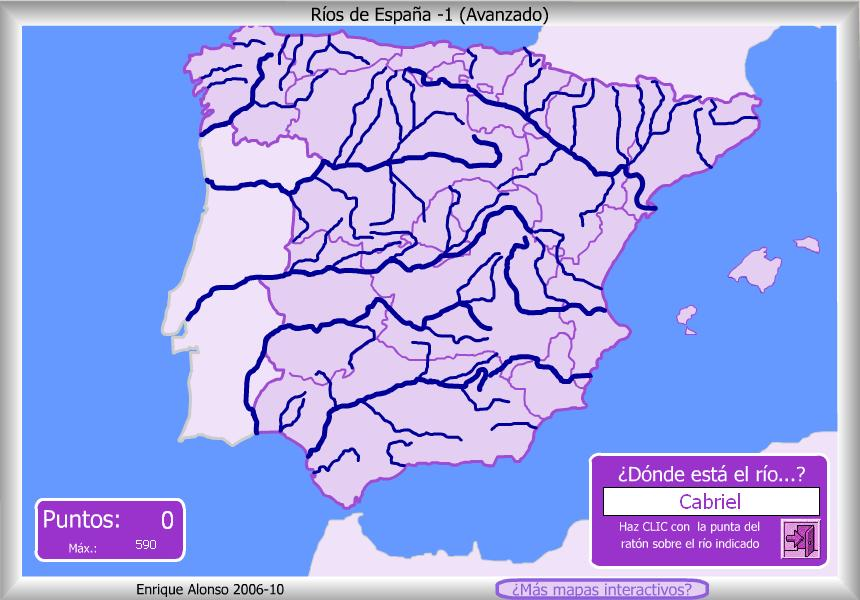 Ríos de España -1 (Avanzado)
¿Dónde está el río...?
Cabriel
Haz CLIC con la punta del
ratón sobre el río indicado
Puntos: 0
Máx.: 590
Enrique Alonso 2006-10
¿Más mapas interactivos?